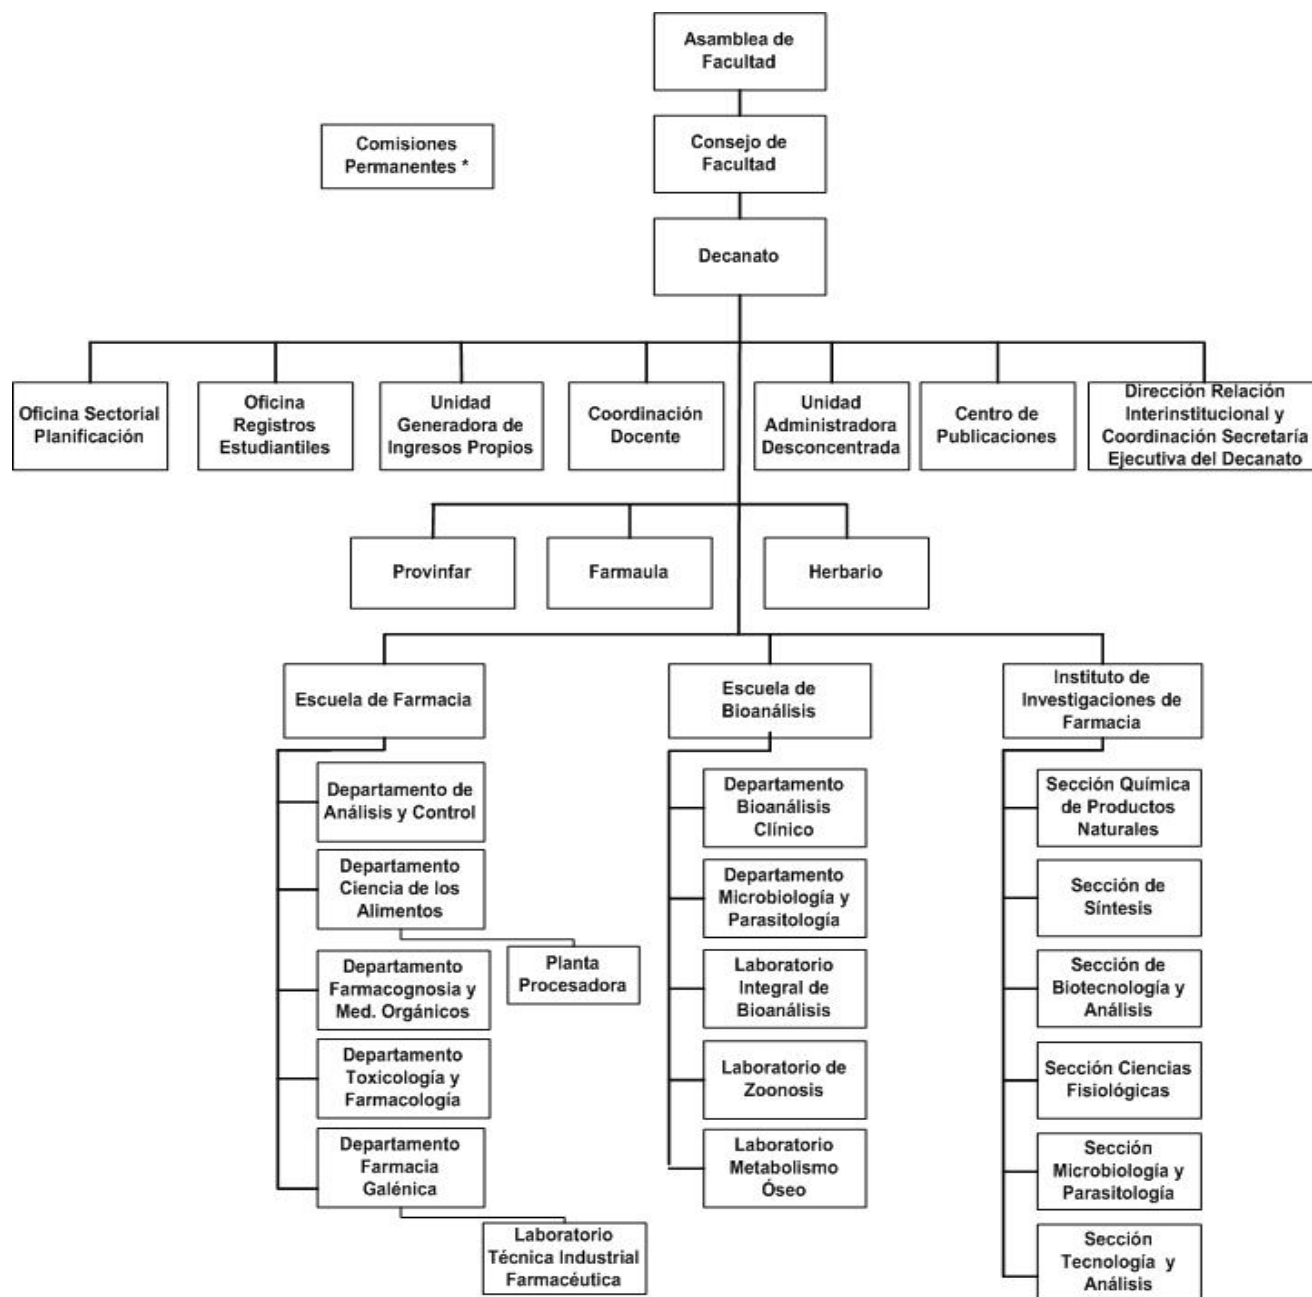 Asamblea de
Facultad
Comisiones
Permanentes *
Consejo de
Facultad
Decanato
Oficina Sectorial
Planificación
Oficina
Registros
Estudiantiles
Unidad
Generadora de
Ingresos Propios
Coordinación
Docente
Unidad
Administradora
Desconcentrada
Centro de
Publicaciones
Dirección Relación
Interinstitucional y
Coordinación Secretaría
Ejecutiva del Decanato
Provinfar
Farmaula
Herbario
Escuela de Farmacia
Departamento de
Análisis y Control
Departamento
Ciencia de los
Alimentos
Planta
Procesadora
Departamento
Farmacognosia y
Med. Orgánicos
Departamento
Toxicología y
Farmacología
Departamento
Farmacia
Galénica
Laboratorio
Técnica Industrial
Farmacéutica
Escuela de
Bioanálisis
Departamento
Bioanálisis
Clínico
Departamento
Microbiología y
Parasitología
Laboratorio
Integral de
Bioanálisis
Laboratorio de
Zoonosis
Laboratorio
Metabolismo
Óseo
Instituto de
Investigaciones de
Farmacia
Sección Química
de Productos
Naturales
Sección de
Síntesis
Sección de
Biotecnología y
Análisis
Sección Ciencias
Fisiológicas
Sección
Microbiología y
Parasitología
Sección
Tecnología y
Análisis